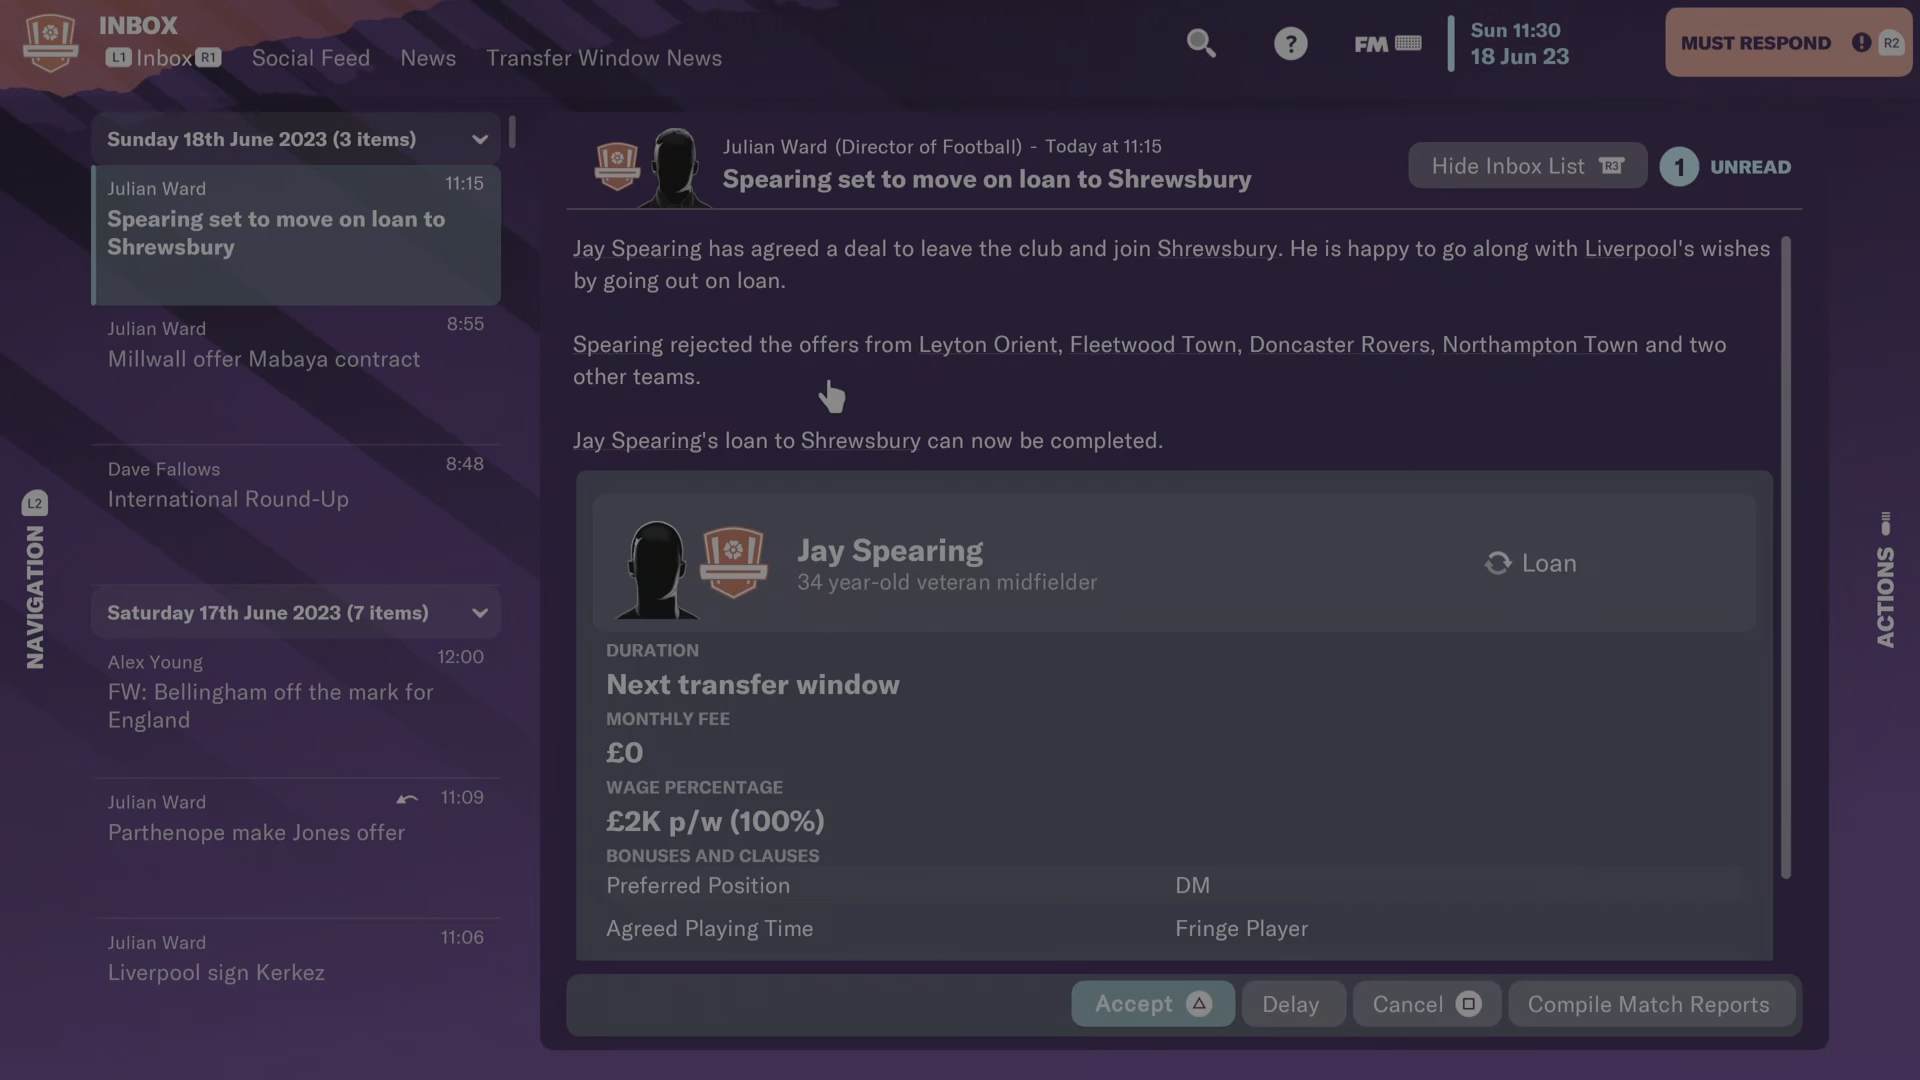 INBOX
L1 Inbox R1
Social Feed
News
Transfer Window News
?
FM
Sun 11:30
18 Jun 23
MUST RESPOND ! R2
Sunday 18th June 2023 (3 items)
Julian Ward 11:15
Spearing set to move on loan to
Shrewsbury
Julian Ward 8:55
Millwall offer Mabaya contract
Dave Fallows 8:48
International Round-Up
Saturday 17th June 2023 (7 items)
Alex Young 12:00
FW: Bellingham off the mark for
England
Julian Ward 11:09
Parthenope make Jones offer
Julian Ward 11:06
Liverpool sign Kerkez
L2
NAVIGATION
Julian Ward (Director of Football) - Today at 11:15
Spearing set to move on loan to Shrewsbury
Hide Inbox List R3
1 UNREAD
Jay Spearing has agreed a deal to leave the club and join Shrewsbury. He is happy to go along with Liverpool's wishes
by going out on loan.
Spearing rejected the offers from Leyton Orient, Fleetwood Town, Doncaster Rovers, Northampton Town and two
other teams.
Jay Spearing's loan to Shrewsbury can now be completed.
Jay Spearing
34 year-old veteran midfielder
Loan
DURATION
Next transfer window
MONTHLY FEE
£0
WAGE PERCENTAGE
£2K p/w (100%)
BONUSES AND CLAUSES
Preferred Position DM
Agreed Playing Time Fringe Player
Accept
Delay
Cancel
Compile Match Reports
ACTIONS